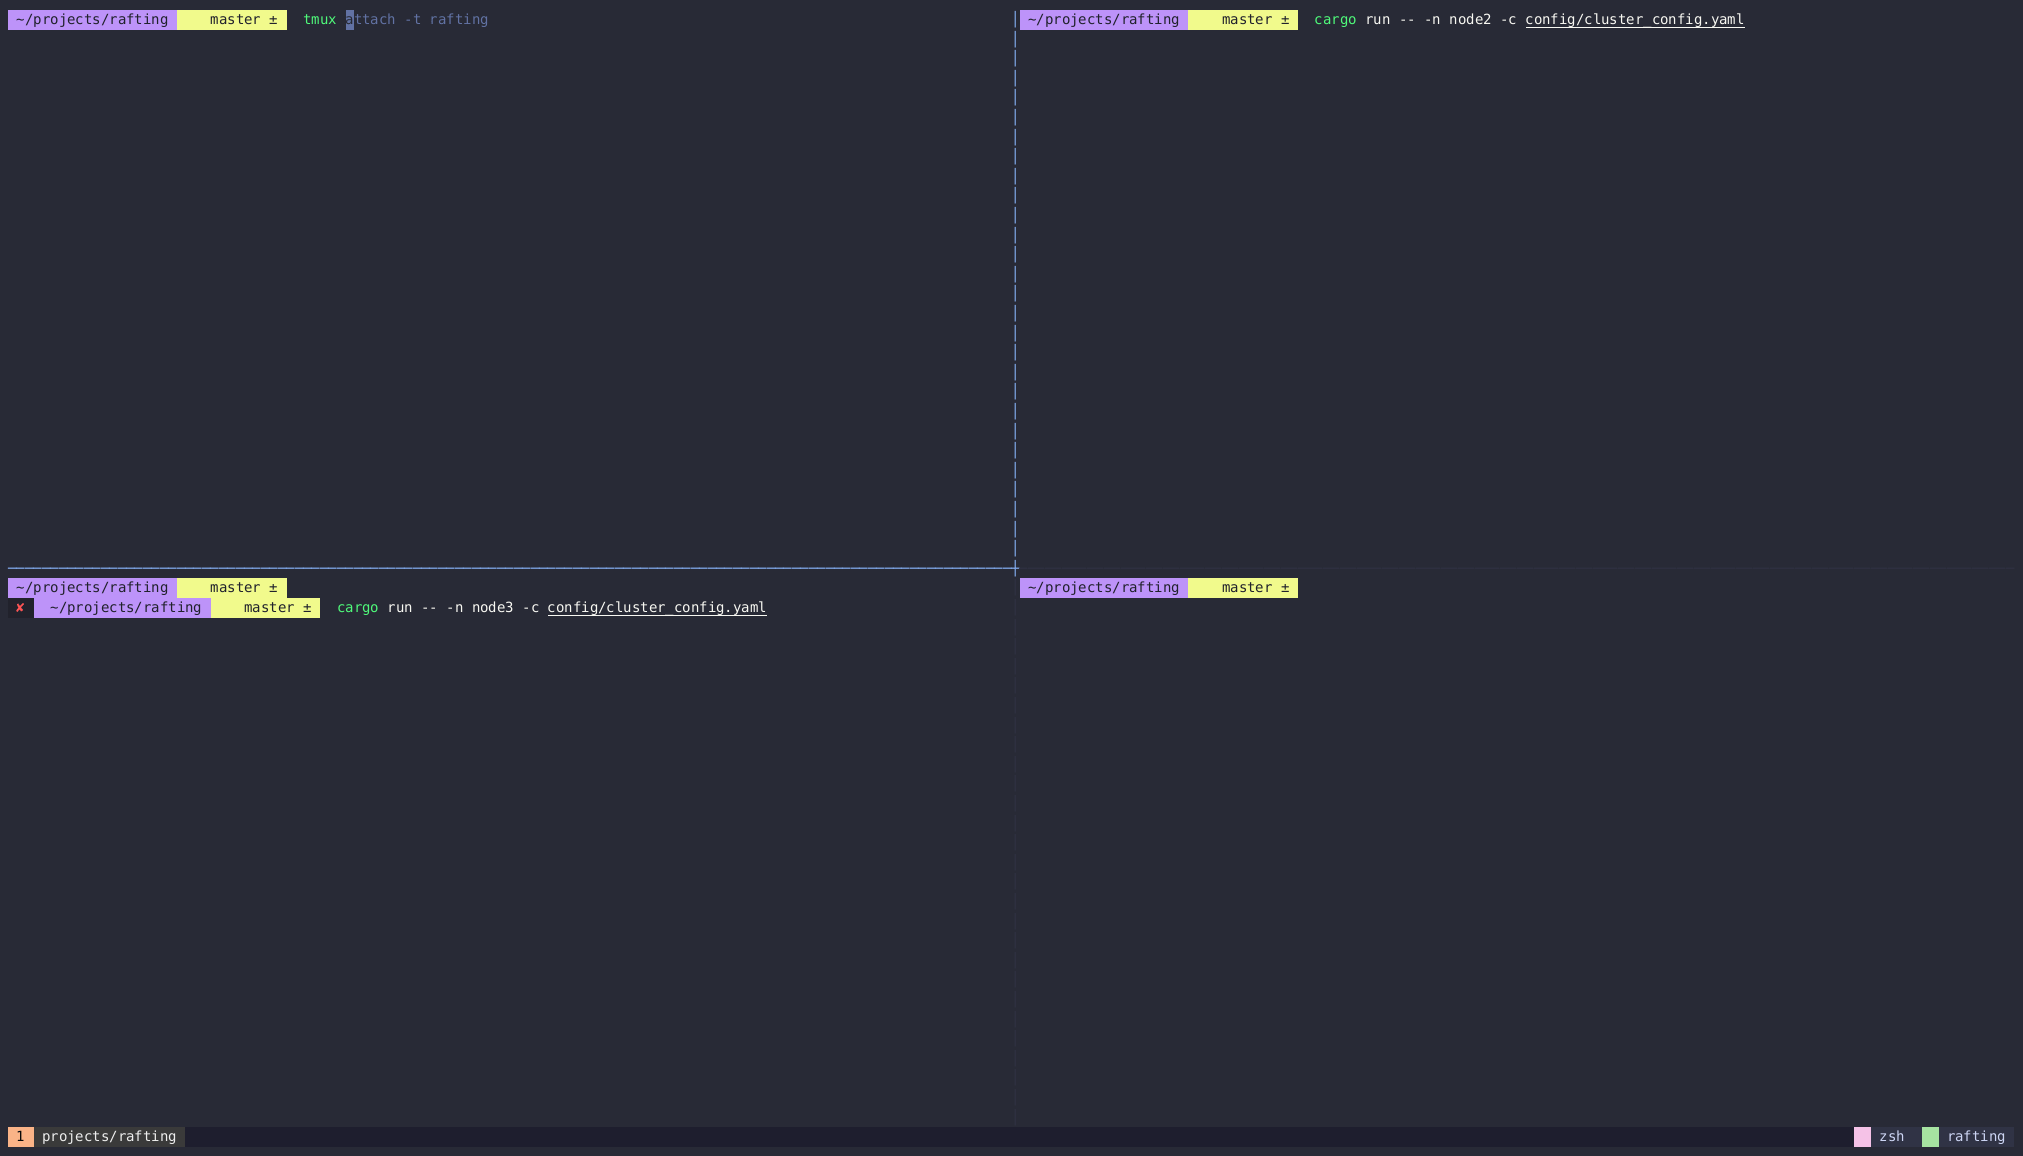 ~/projects/rafting master ± tmux attach -t rafting
~/projects/rafting master ± cargo run -- -n node2 -c config/cluster_config.yaml
~/projects/rafting master ±
✘ ~/projects/rafting master ± cargo run -- -n node3 -c config/cluster_config.yaml
~/projects/rafting master ±
1 projects/rafting
zsh rafting